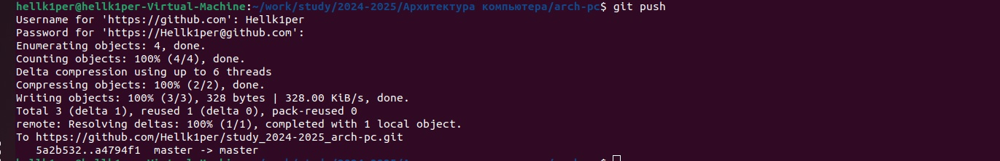 hellk1per@hellk1per-Virtual-Machine:~/work/study/2024-2025/Архитектура компьютера/arch-pc$ git push
Username for 'https://github.com': Hellk1per
Password for 'https://Hellk1per@github.com':
Enumerating objects: 4, done.
Counting objects: 100% (4/4), done.
Delta compression using up to 6 threads
Compressing objects: 100% (2/2), done.
Writing objects: 100% (3/3), 328 bytes | 328.00 KiB/s, done.
Total 3 (delta 1), reused 1 (delta 0), pack-reused 0
remote: Resolving deltas: 100% (1/1), completed with 1 local object.
To https://github.com/Hellk1per/study_2024-2025_arch-pc.git
   5a2b532..a4794f1  master -> master